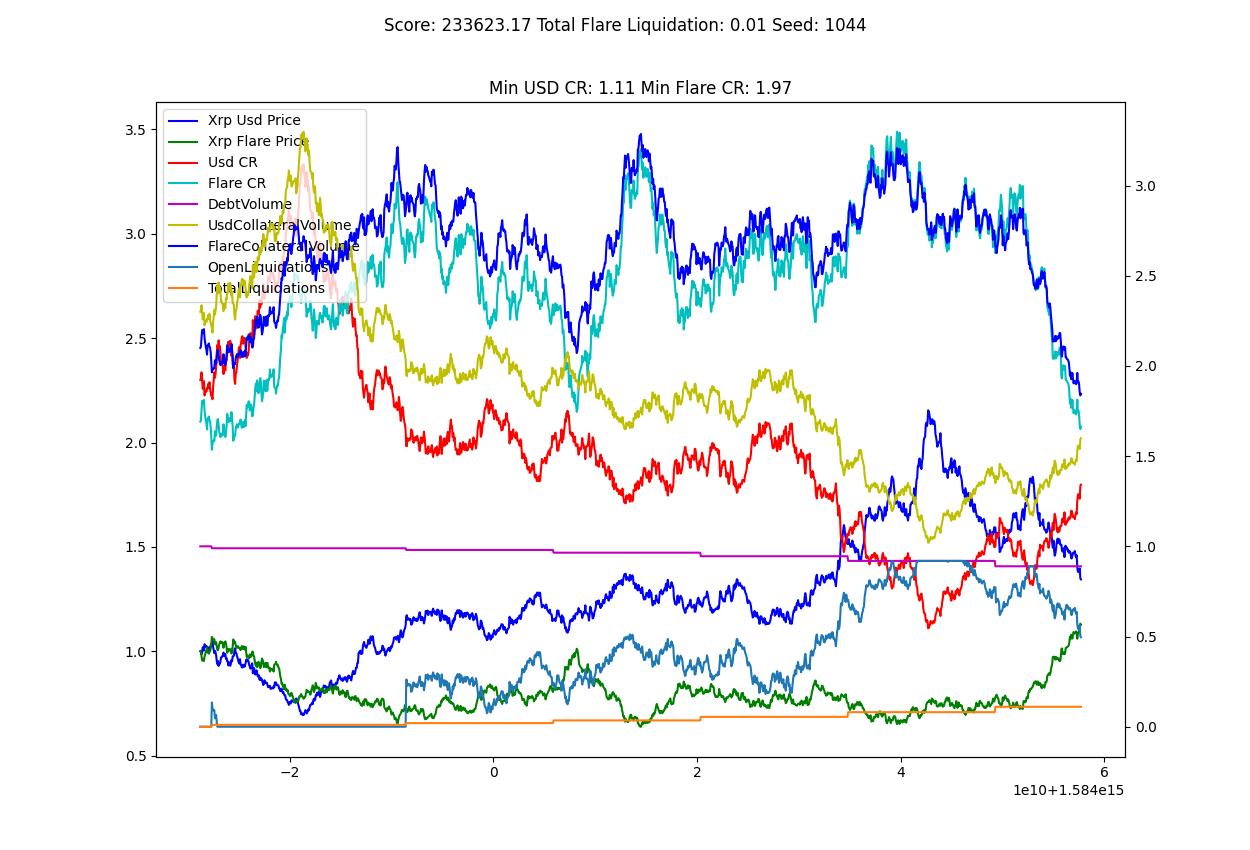 Score: 233623.17 Total Flare Liquidation: 0.01 Seed: 1044
Min USD CR: 1.11 Min Flare CR: 1.97
Xrp Usd Price
Xrp Flare Price
Usd CR
Flare CR
DebtVolume
UsdCollateralVolume
FlareCollateralVolume
OpenLiquidations
TotalLiquidations
3.5
3.0
2.5
2.0
1.5
1.0
0.5
3.0
2.5
2.0
1.5
1.0
0.5
0.0
−2
0
2
4
6
1e10+1.584e15